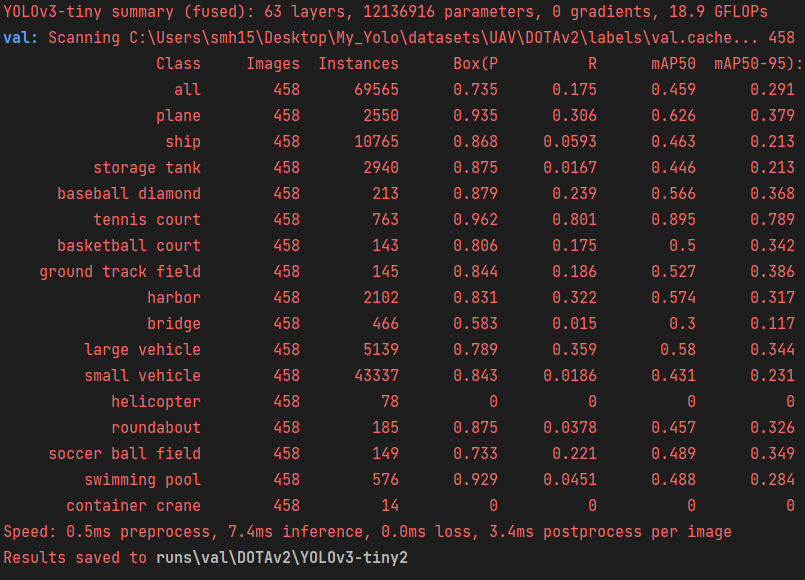 YOLOv3-tiny summary (fused): 63 layers, 12136916 parameters, 0 gradients, 18.9 GFLOPs
val: Scanning C:\Users\smh15\Desktop\My_Yolo\datasets\UAV\DOTAv2\labels\val.cache... 458
Class Images Instances Box(P R mAP50 mAP50-95):
all 458 69565 0.735 0.175 0.459 0.291
plane 458 2550 0.935 0.306 0.626 0.379
ship 458 10765 0.868 0.0593 0.463 0.213
storage tank 458 2940 0.875 0.0167 0.446 0.213
baseball diamond 458 213 0.879 0.239 0.566 0.368
tennis court 458 763 0.962 0.801 0.895 0.789
basketball court 458 143 0.806 0.175 0.5 0.342
ground track field 458 145 0.844 0.186 0.527 0.386
harbor 458 2102 0.831 0.322 0.574 0.317
bridge 458 466 0.583 0.015 0.3 0.117
large vehicle 458 5139 0.789 0.359 0.58 0.344
small vehicle 458 43337 0.843 0.0186 0.431 0.231
helicopter 458 78 0 0 0 0
roundabout 458 185 0.875 0.0378 0.457 0.326
soccer ball field 458 149 0.733 0.221 0.489 0.349
swimming pool 458 576 0.929 0.0451 0.488 0.284
container crane 458 14 0 0 0 0
Speed: 0.5ms preprocess, 7.4ms inference, 0.0ms loss, 3.4ms postprocess per image
Results saved to runs\val\DOTAv2\YOLOv3-tiny2